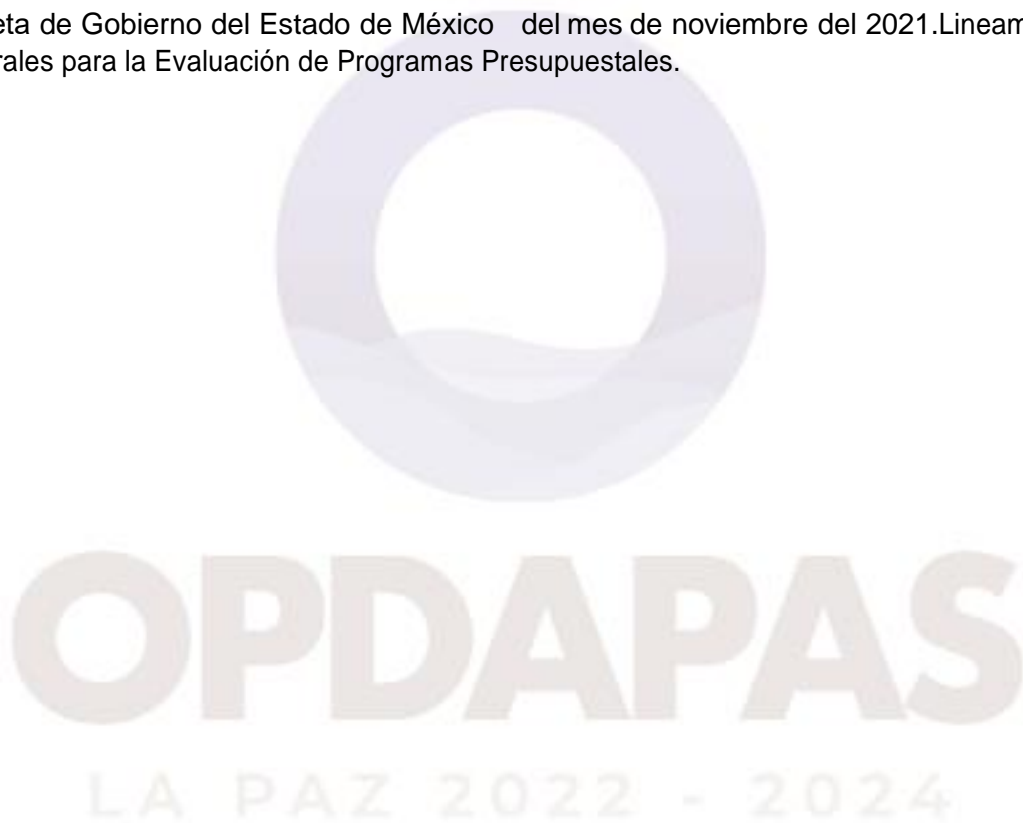 eta de Gobierno del Estado de México del mes de noviembre del 2021.Lineam
rales para la Evaluación de Programas Presupuestales.
OPDAPAS
LA PAZ 2022 - 2024